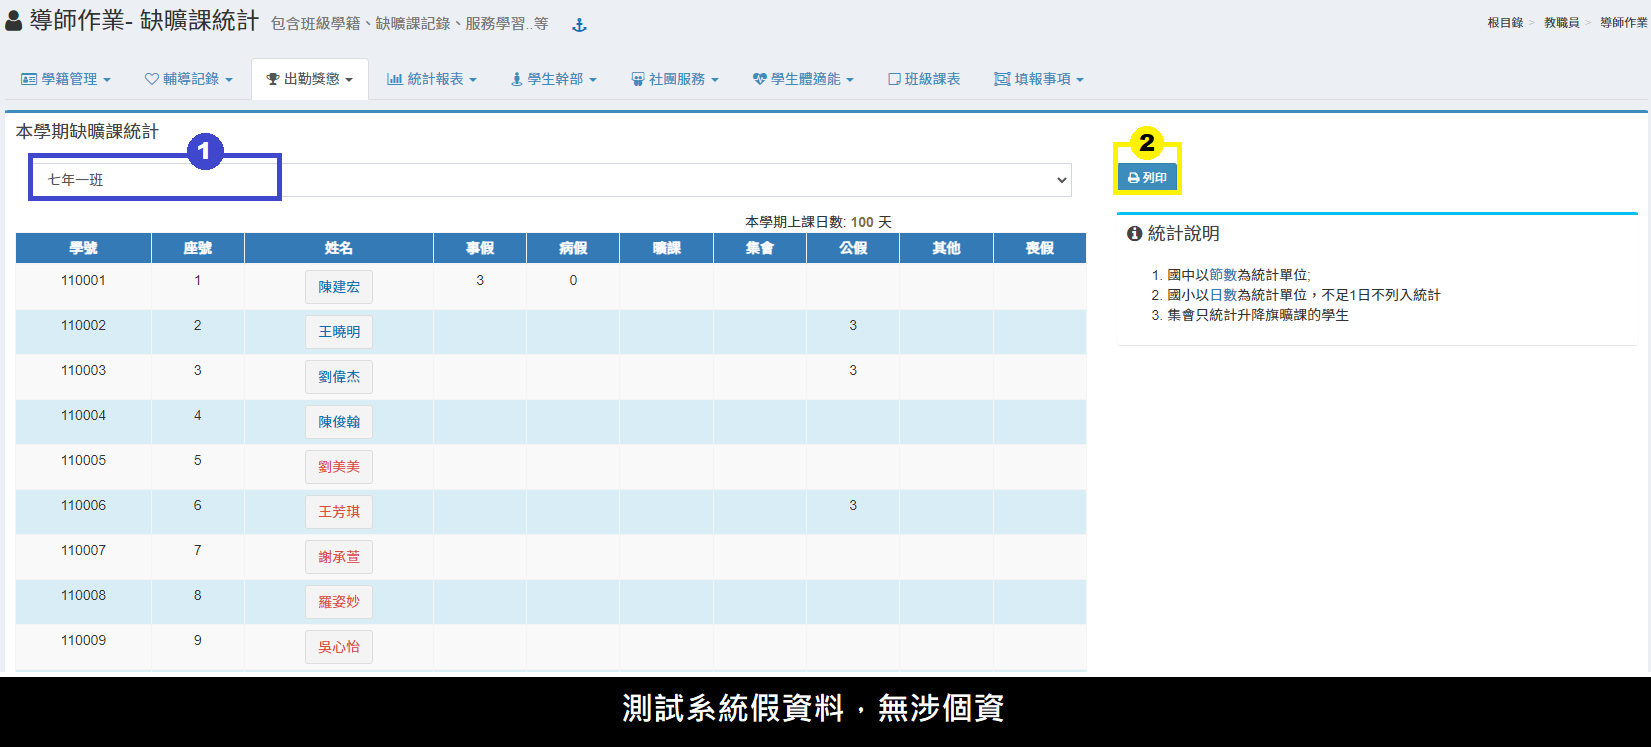 導師作業- 缺曠課統計 包含班級學籍、缺曠課記錄、服務學習..等
根目錄 > 教職員 > 導師作業
學籍管理 輔導記錄 出勤獎懲 統計報表 學生幹部 社團服務 學生體適能 班級課表 填報事項
本學期缺曠課統計
1
七年一班
2
列印
本學期上課日數: 100 天
學號 座號 姓名 事假 病假 曠課 集會 公假 其他 喪假
110001 1 陳建宏 3 0
110002 2 王曉明 3
110003 3 劉偉杰 3
110004 4 陳俊翰
110005 5 劉美美
110006 6 王芳琪 3
110007 7 謝承萱
110008 8 羅姿妙
110009 9 吳心怡
統計說明
1. 國中以節數為統計單位;
2. 國小以日數為統計單位，不足1日不列入統計
3. 集會只統計升降旗曠課的學生
測試系統假資料，無涉個資